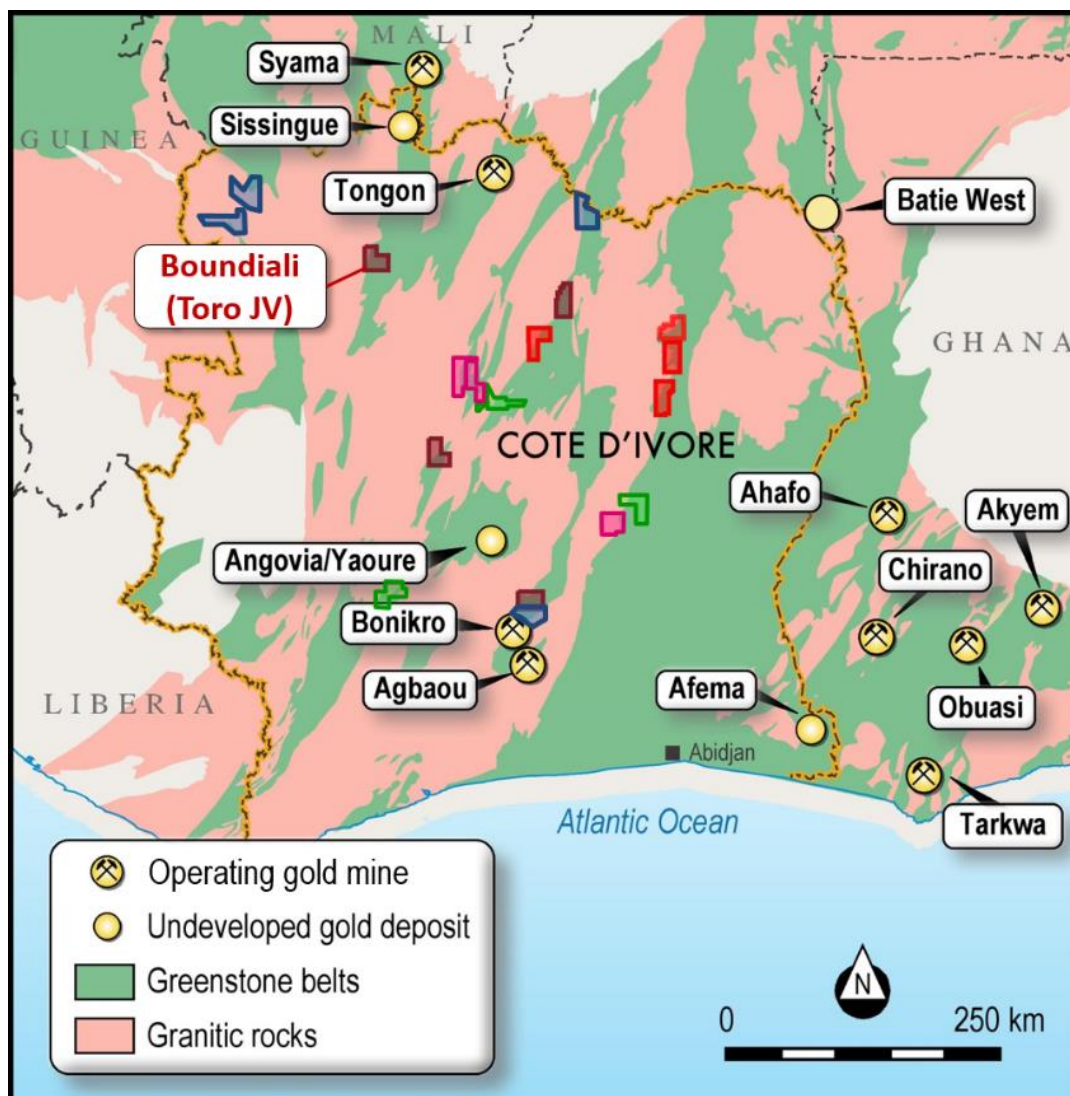 MALI
Syama
GUINEA
Sissingue
Tongon
Batie West
Boundiali
(Toro JV)
GHANA
COTE D'IVORE
Ahafo
Akyem
Angovia/Yaoure
Chirano
Bonikro
Agbaou
LIBERIA
Afema
Obuasi
Abidjan
Atlantic Ocean
Tarkwa
Operating gold mine
Undeveloped gold deposit
Greenstone belts
Granitic rocks
N
0 250 km